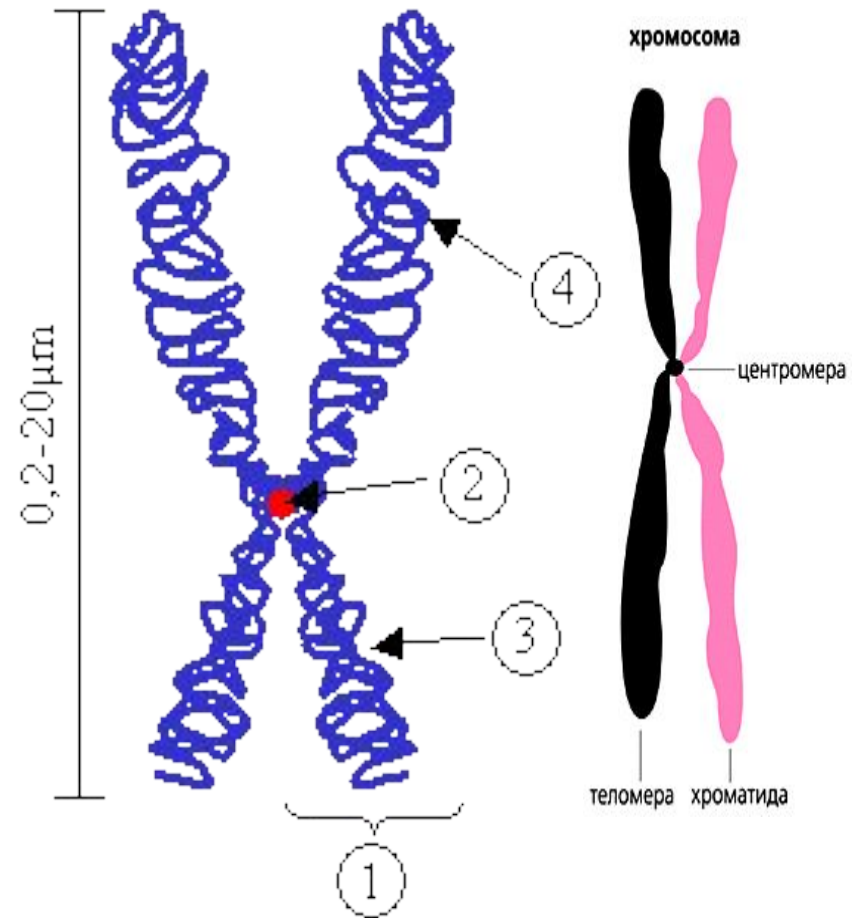 хромосома
4
центромера
0,2-20μm
2
3
теломера
хроматида
1